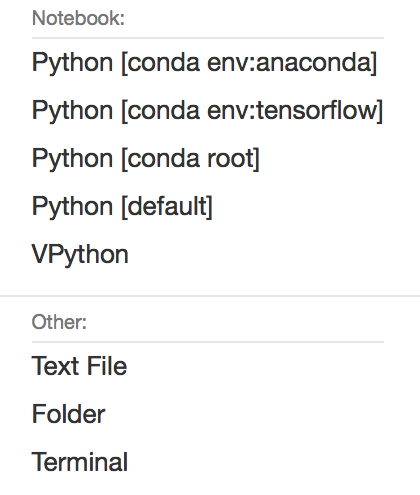 Notebook:
Python [conda env:anaconda]
Python [conda env:tensorflow]
Python [conda root]
Python [default]
VPython
Other:
Text File
Folder
Terminal